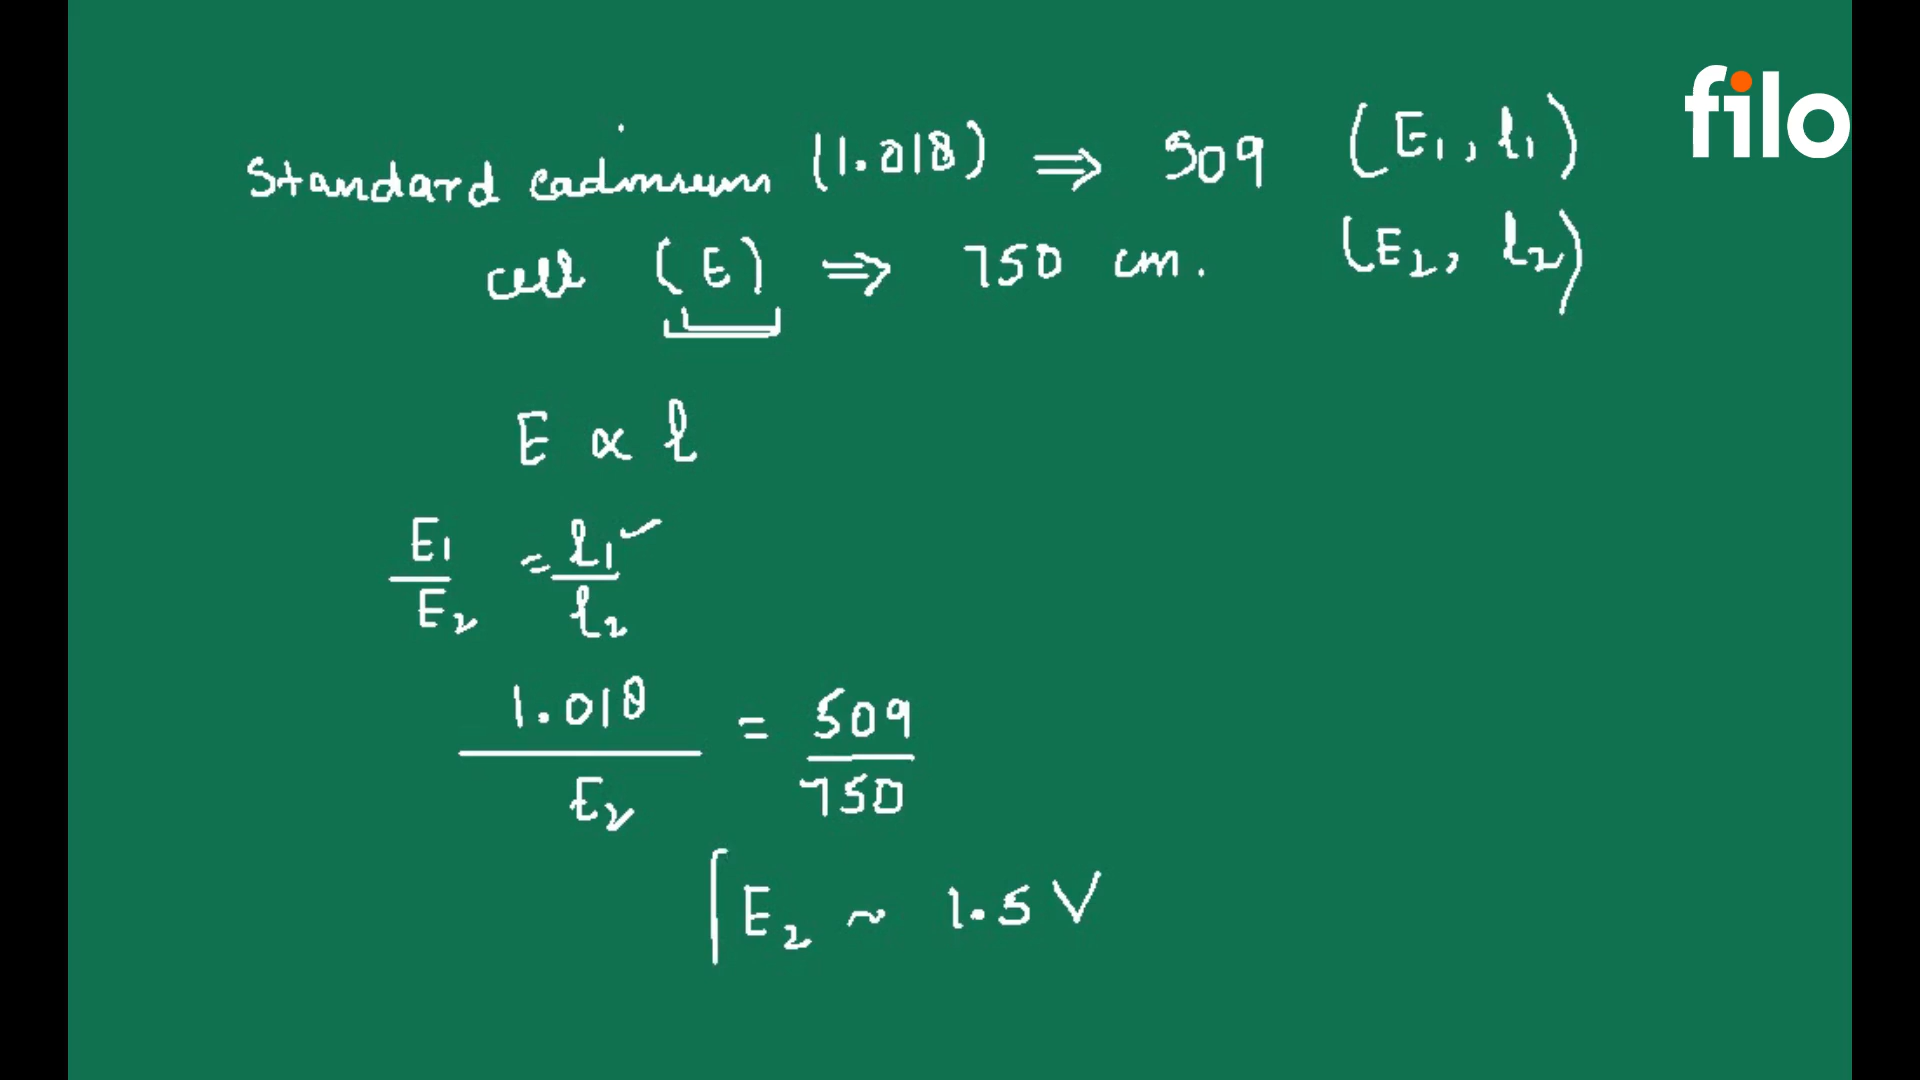 filo
Standard cadmium (1.018) ⇒ 509 (E₁, l₁)
cell (E) ⇒ 750 cm. (E₂, l₂)
E ∝ l
E₁/E₂ = l₁/l₂
1.018/E₂ = 509/750
E₂ ~ 1.5 V